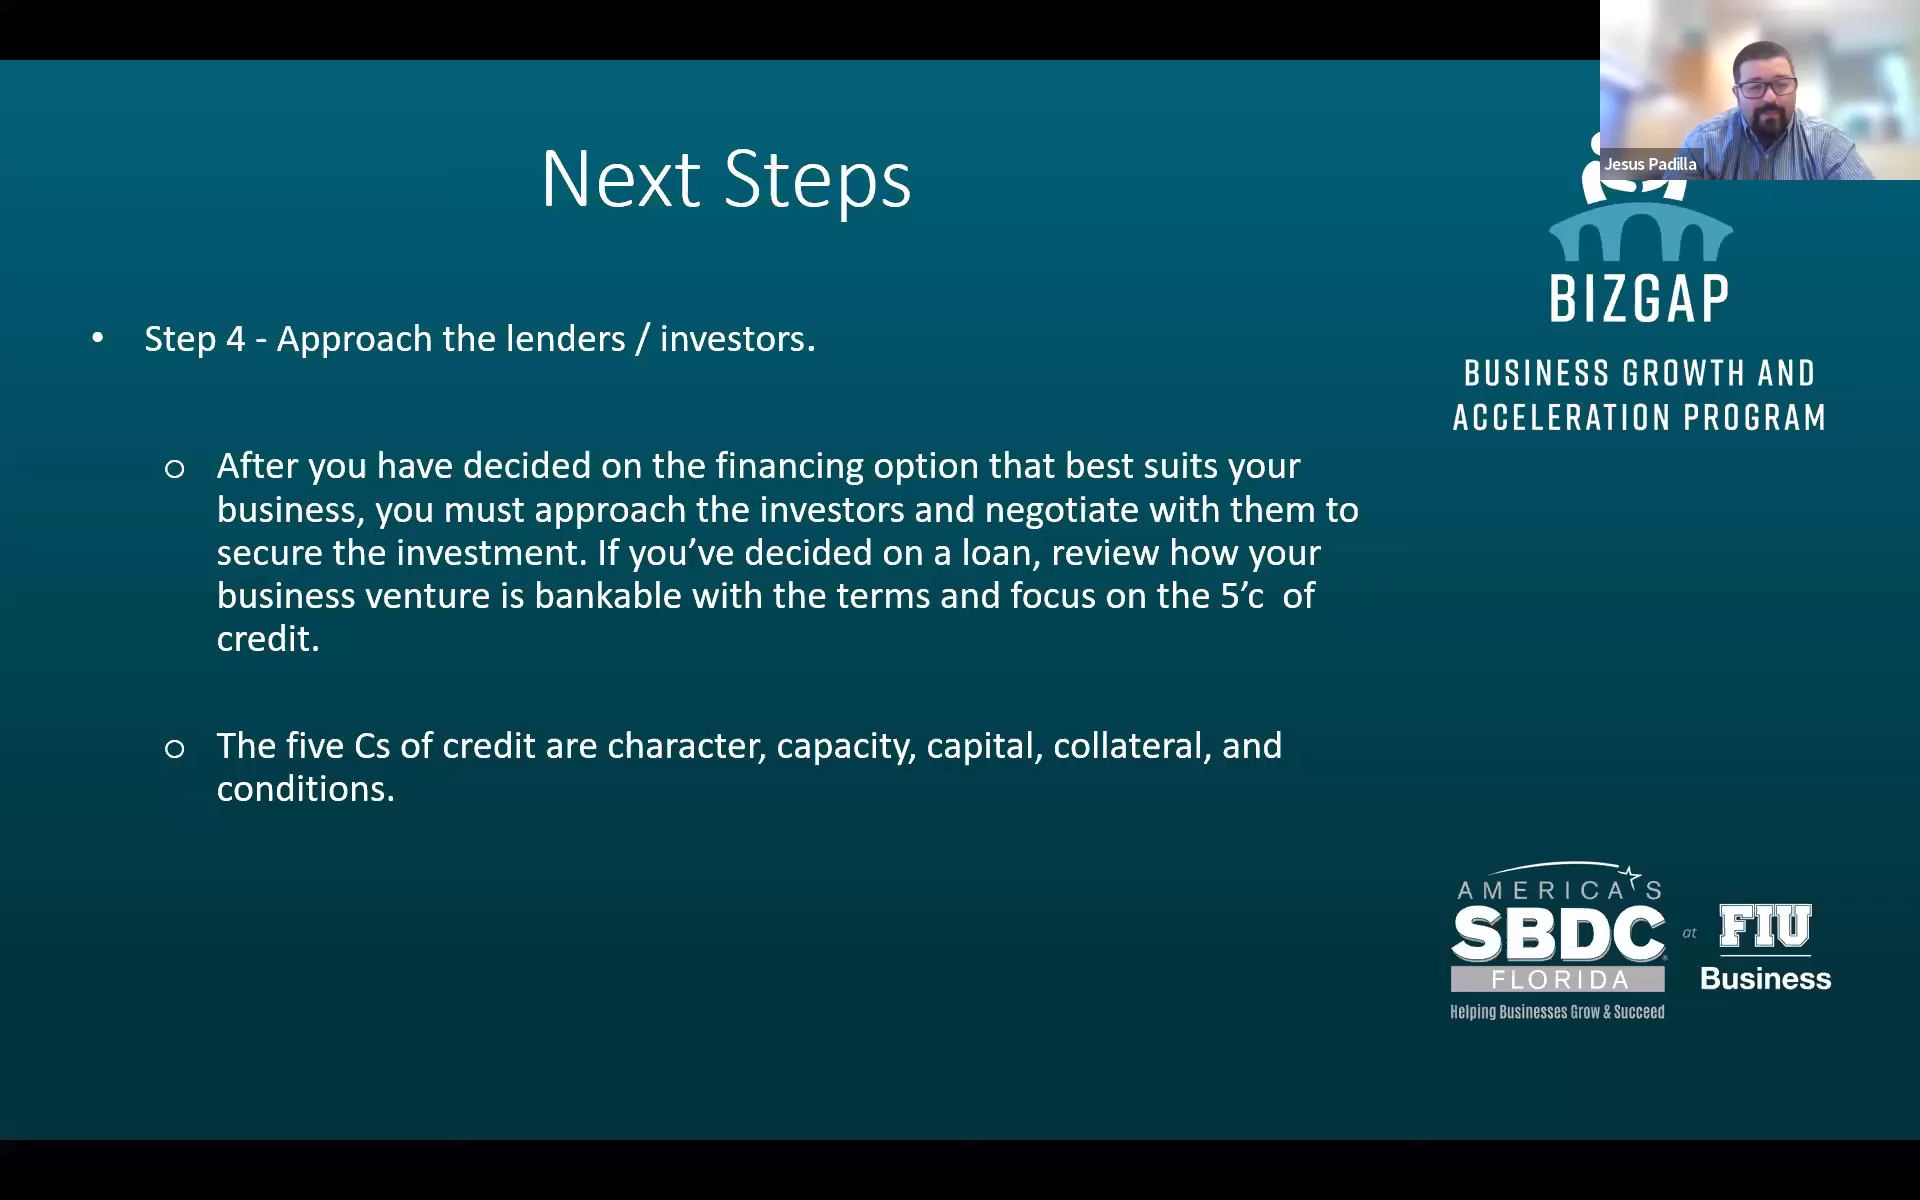 Jesus Padilla
Next Steps
BIZGAP
BUSINESS GROWTH AND
ACCELERATION PROGRAM
• Step 4 - Approach the lenders / investors.
o After you have decided on the financing option that best suits your
business, you must approach the investors and negotiate with them to
secure the investment. If you’ve decided on a loan, review how your
business venture is bankable with the terms and focus on the 5’c  of
credit.
o The five Cs of credit are character, capacity, capital, collateral, and
conditions.
AMERICA'S
SBDC
FLORIDA
Helping Businesses Grow & Succeed
at
FIU
Business